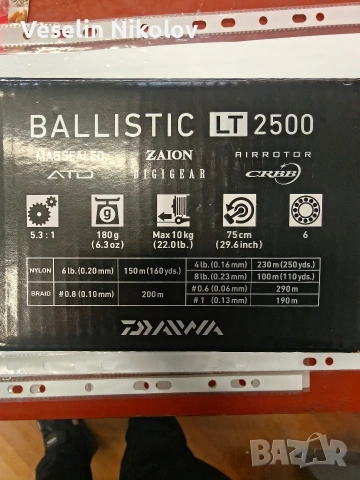 Veselin Nikolov
BALLISTIC LT 2500
MAGSEALED ZAION AIRROTOR
ATD DIGIGEAR CRBB
5.3 : 1
180 g
(6.3 oz)
Max 10 kg
(22.0 lb.)
75 cm
(29.6 inch)
6
NYLON 6 lb. (0.20 mm) 150 m (160 yds.) 4 lb. (0.16 mm) 230 m (250 yds.)
8 lb. (0.23 mm) 100 m (110 yds.)
BRAID # 0.8 (0.10 mm) 200 m # 0.6 (0.06 mm) 290 m
# 1 (0.13 mm) 190 m
DAIWA
BAZAR